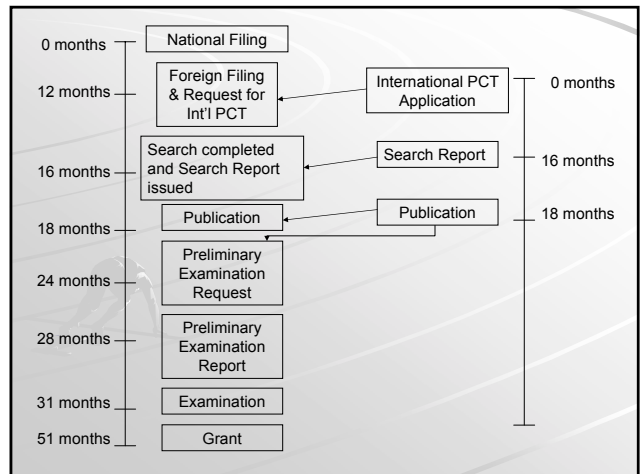 0 months
National Filing
12 months
Foreign Filing
& Request for
Int'l PCT
International PCT
Application
0 months
16 months
Search completed
and Search Report
issued
Search Report
16 months
18 months
Publication
Publication
18 months
24 months
Preliminary
Examination
Request
28 months
Preliminary
Examination
Report
31 months
Examination
51 months
Grant